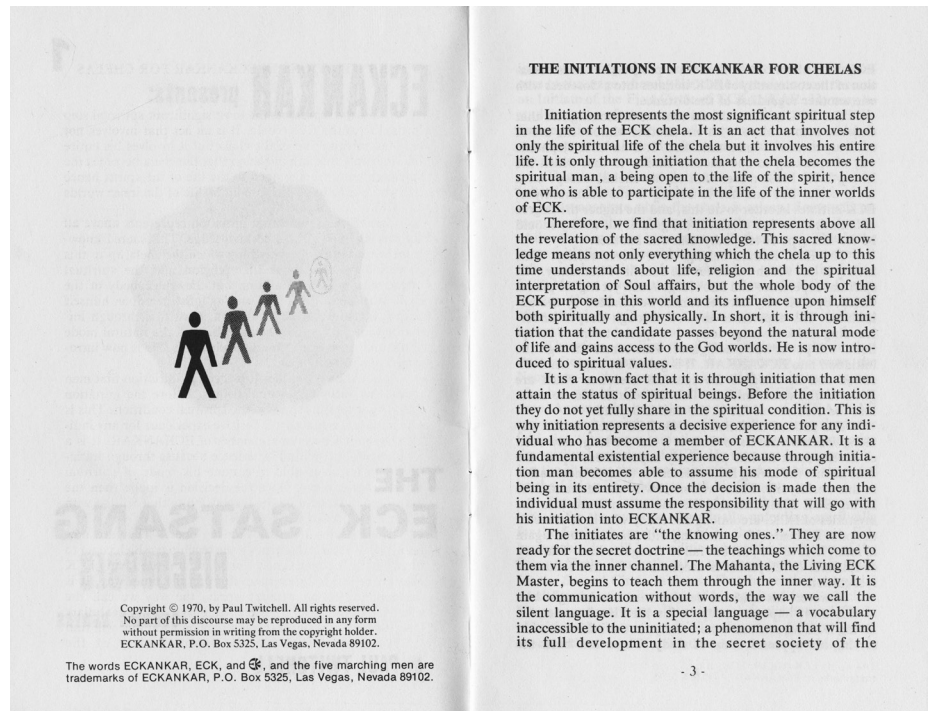 Copyright © 1970, by Paul Twitchell. All rights reserved.
No part of this discourse may be reproduced in any form
without permission in writing from the copyright holder.
ECKANKAR, P.O. Box 5325, Las Vegas, Nevada 89102.
The words ECKANKAR, ECK, and, and the five marching men are
trademarks of ECKANKAR, P.O. Box 5325, Las Vegas, Nevada 89102.
THE INITIATIONS IN ECKANKAR FOR CHELAS
Initiation represents the most significant spiritual step
in the life of the ECK chela. It is an act that involves not
only the spiritual life of the chela but it involves his entire
life. It is only through initiation that the chela becomes the
spiritual man, a being open to the life of the spirit, hence
one who is able to participate in the life of the inner worlds
of ECK.
Therefore, we find that initiation represents above all
the revelation of the sacred knowledge. This sacred know-
ledge means not only everything which the chela up to this
time understands about life, religion and the spiritual
interpretation of Soul affairs, but the whole body of the
ECK purpose in this world and its influence upon himself
both spiritually and physically. In short, it is through ini-
tiation that the candidate passes beyond the natural mode
of life and gains access to the God worlds. He is now intro-
duced to spiritual values.
It is a known fact that it is through initiation that men
attain the status of spiritual beings. Before the initiation
they do not yet fully share in the spiritual condition. This is
why initiation represents a decisive experience for any indi-
vidual who has become a member of ECKANKAR. It is a
fundamental existential experience because through initia-
tion man becomes able to assume his mode of spiritual
being in its entirety. Once the decision is made then the
individual must assume the responsibility that will go with
his initiation into ECKANKAR.
The initiates are “the knowing ones.” They are now
ready for the secret doctrine — the teachings which come to
them via the inner channel. The Mahanta, the Living ECK
Master, begins to teach them through the inner way. It is
the communication without words, the way we call the
silent language. It is a special language — a vocabulary
inaccessible to the uninitiated; a phenomenon that will find
its full development in the secret society of the
- 3 -